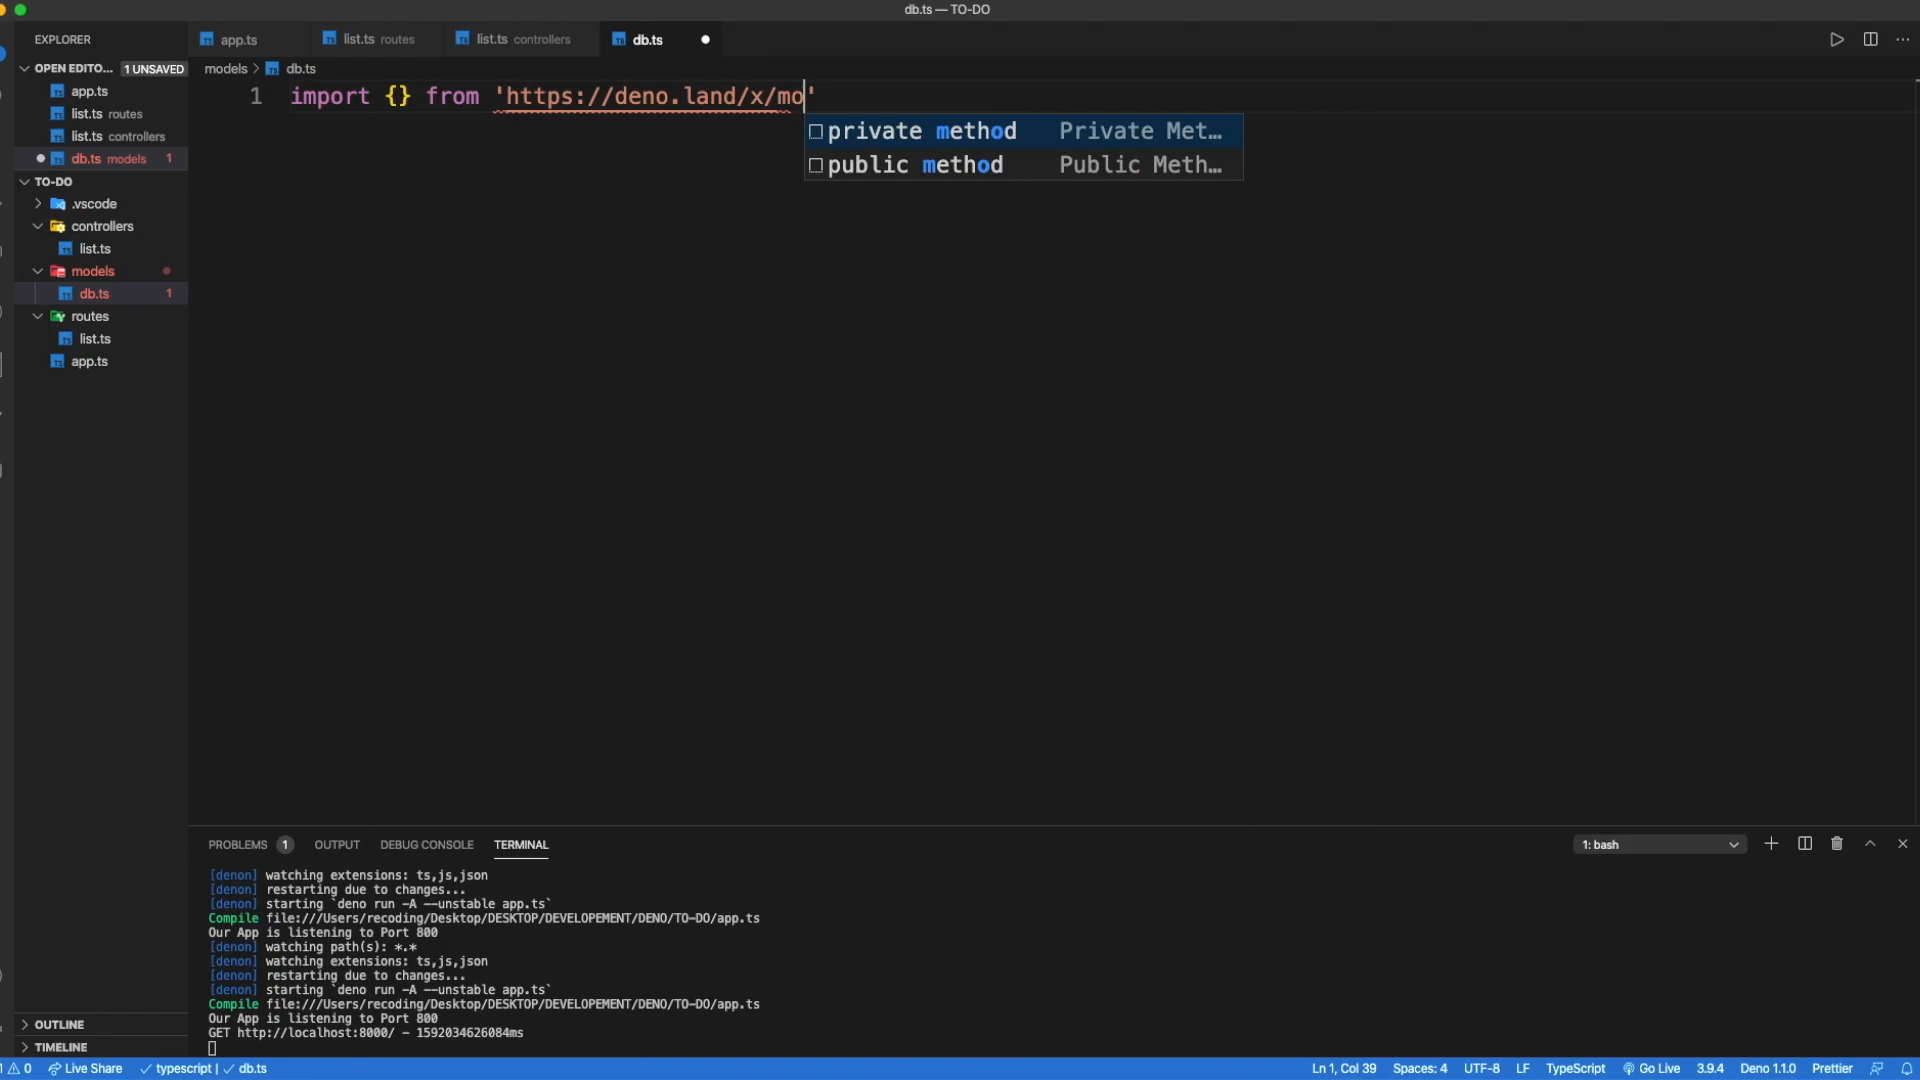 db.ts — TO-DO
EXPLORER
app.ts
list.ts routes
list.ts controllers
db.ts
OPEN EDITO... 1 UNSAVED
models > db.ts
app.ts
list.ts routes
list.ts controllers
db.ts models 1
TO-DO
.vscode
controllers
list.ts
models
db.ts 1
routes
list.ts
app.ts
1 import {} from 'https://deno.land/x/mo'
private method Private Met...
public method Public Meth...
PROBLEMS 1 OUTPUT DEBUG CONSOLE TERMINAL
1: bash
[denon] watching extensions: ts,js,json
[denon] restarting due to changes...
[denon] starting `deno run -A --unstable app.ts`
Compile file:///Users/recoding/Desktop/DESKTOP/DEVELOPEMENT/DENO/TO-DO/app.ts
Our App is listening to Port 800
[denon] watching path(s): *.*
[denon] watching extensions: ts,js,json
[denon] restarting due to changes...
[denon] starting `deno run -A --unstable app.ts`
Compile file:///Users/recoding/Desktop/DESKTOP/DEVELOPEMENT/DENO/TO-DO/app.ts
Our App is listening to Port 800
GET http://localhost:8000/ - 1592034626084ms
OUTLINE
TIMELINE
1 0 Live Share typescript | db.ts
Ln 1, Col 39 Spaces: 4 UTF-8 LF TypeScript Go Live 3.9.4 Deno 1.1.0 Prettier